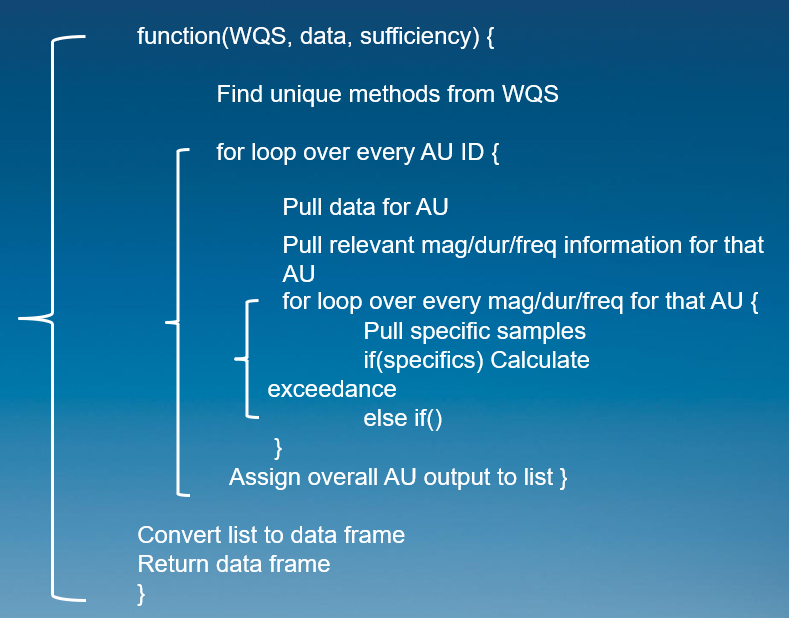 function(WQS, data, sufficiency) {
Find unique methods from WQS
for loop over every AU ID {
Pull data for AU
Pull relevant mag/dur/freq information for that
AU
for loop over every mag/dur/freq for that AU {
Pull specific samples
if(specifics) Calculate
exceedance
else if()
}
Assign overall AU output to list }
Convert list to data frame
Return data frame
}